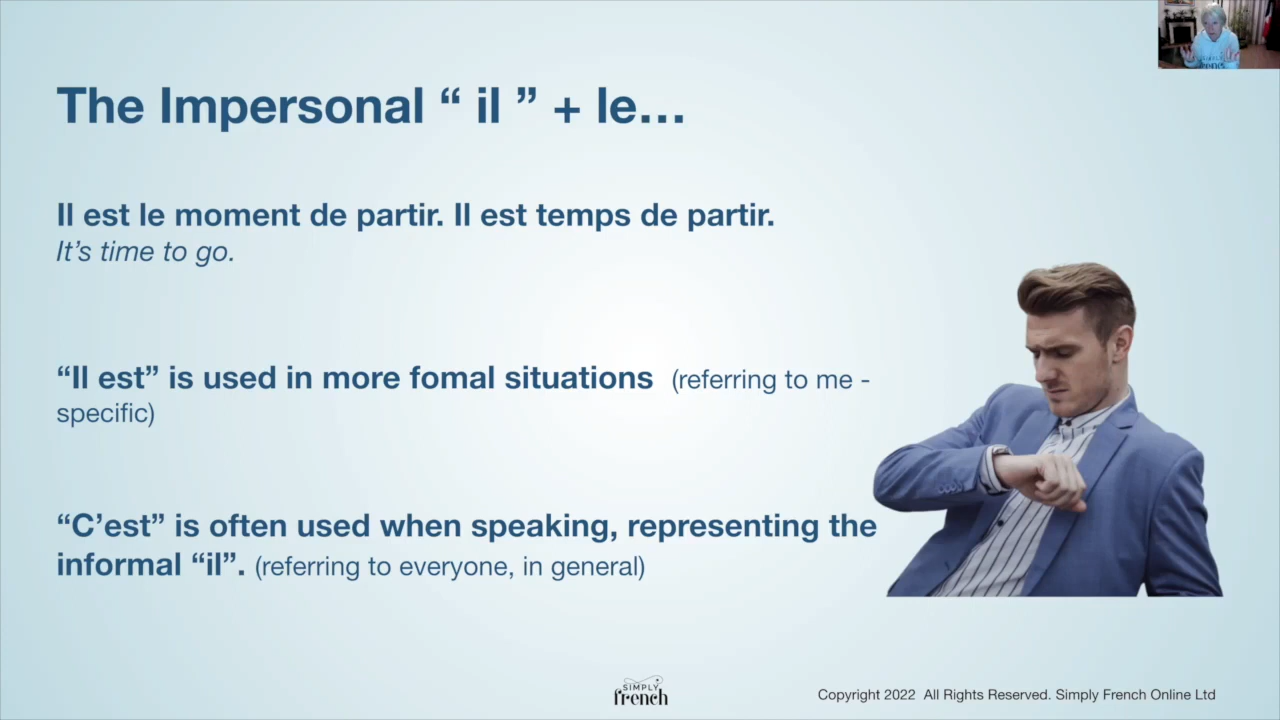 The Impersonal “ il ” + le…
Il est le moment de partir. Il est temps de partir.
It’s time to go.
“Il est” is used in more fomal situations (referring to me -
specific)
“C’est” is often used when speaking, representing the
informal “il”. (referring to everyone, in general)
SIMPLY
french
Copyright 2022 All Rights Reserved. Simply French Online Ltd